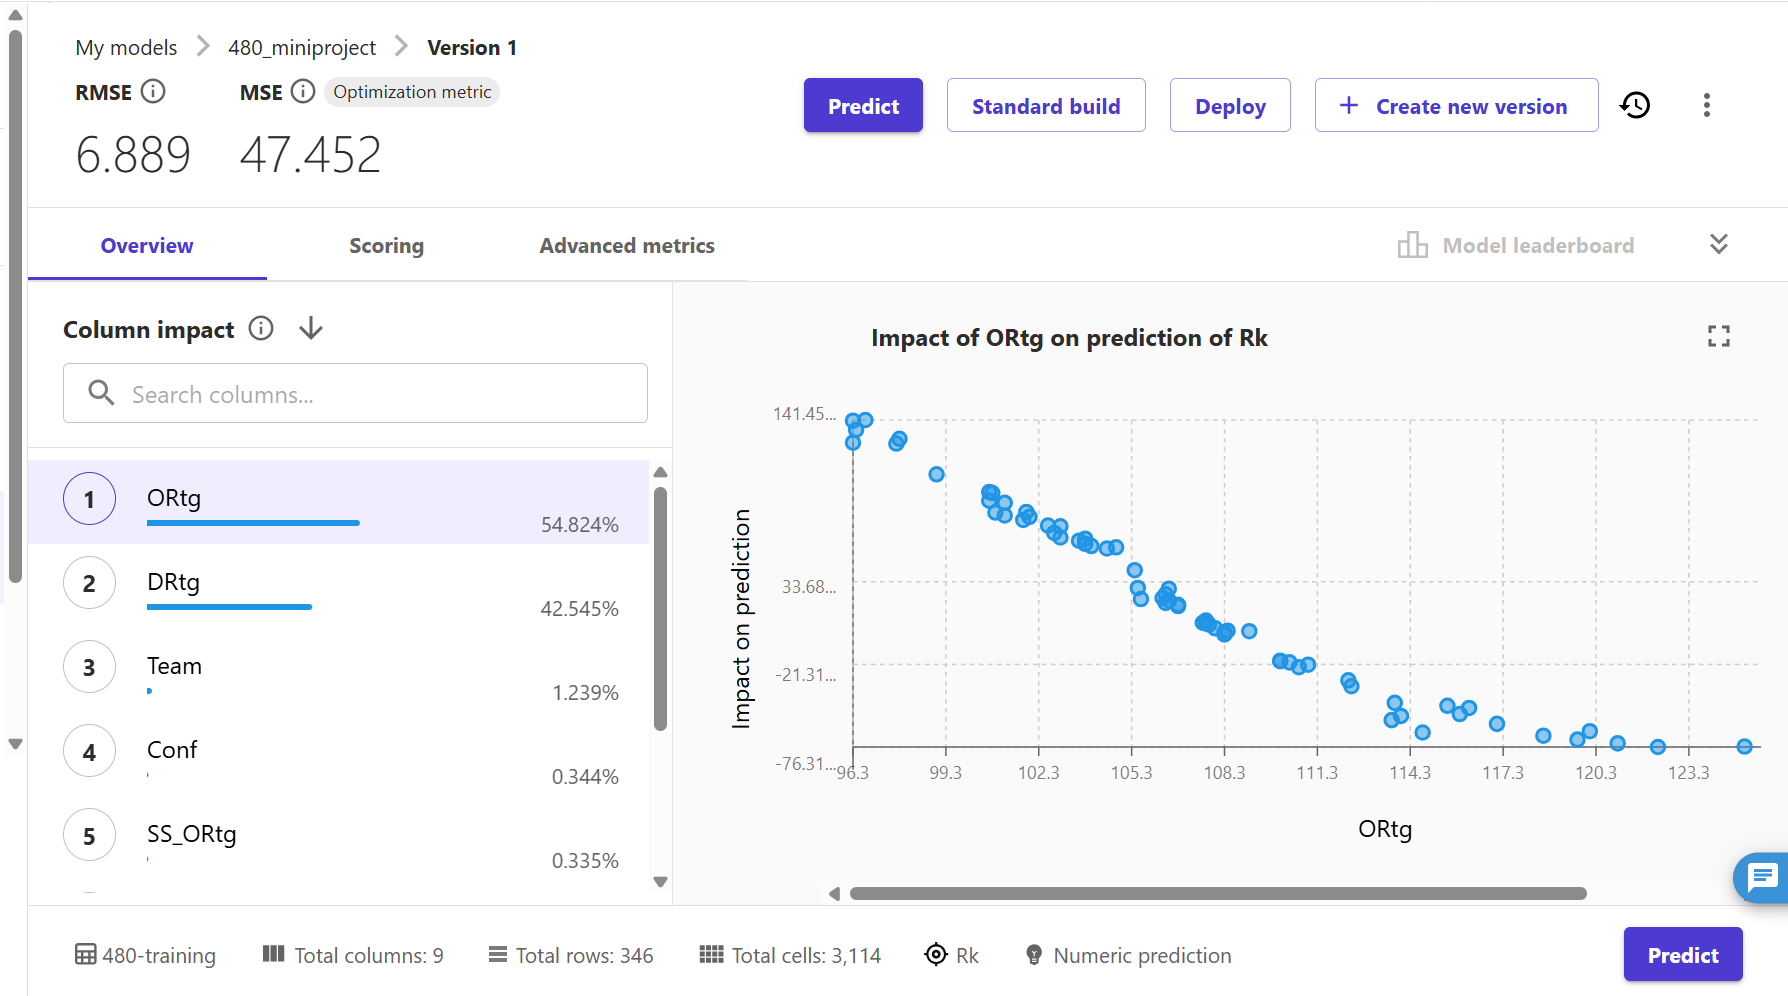 My models > 480_miniproject > Version 1
RMSE MSE Optimization metric
6.889 47.452
Predict Standard build Deploy + Create new version
Overview Scoring Advanced metrics Model leaderboard
Column impact
Search columns...
1 ORtg 54.824%
2 DRtg 42.545%
3 Team 1.239%
4 Conf 0.344%
5 SS_ORtg 0.335%
Impact of ORtg on prediction of Rk
Impact on prediction
141.45...
33.68...
-21.31...
-76.31...
96.3 99.3 102.3 105.3 108.3 111.3 114.3 117.3 120.3 123.3
ORtg
480-training Total columns: 9 Total rows: 346 Total cells: 3,114 Rk Numeric prediction Predict